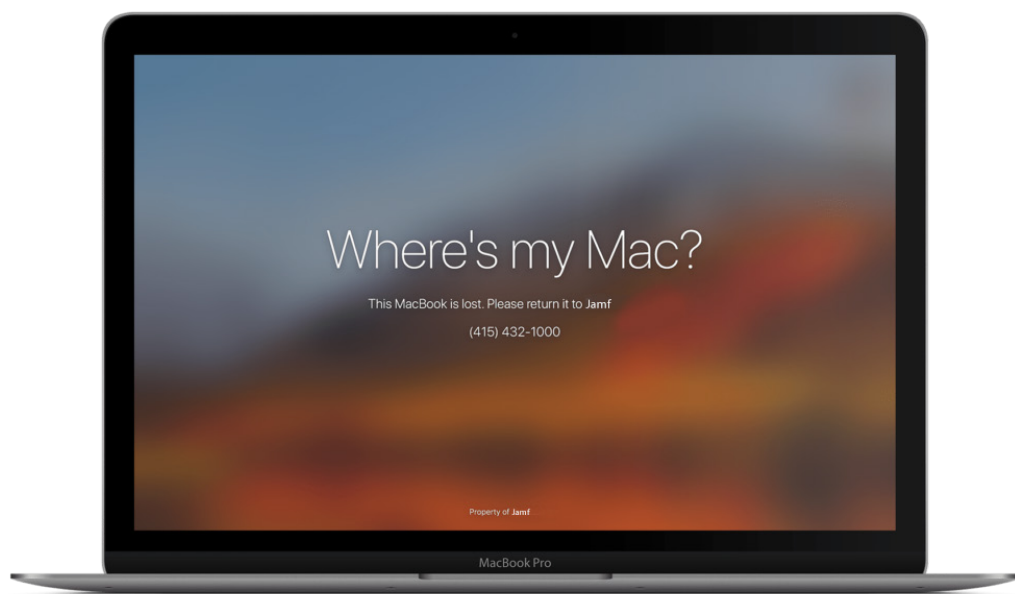 Where's my Mac?
This MacBook is lost. Please return it to Jamf
(415) 432-1000
Property of Jamf
MacBook Pro